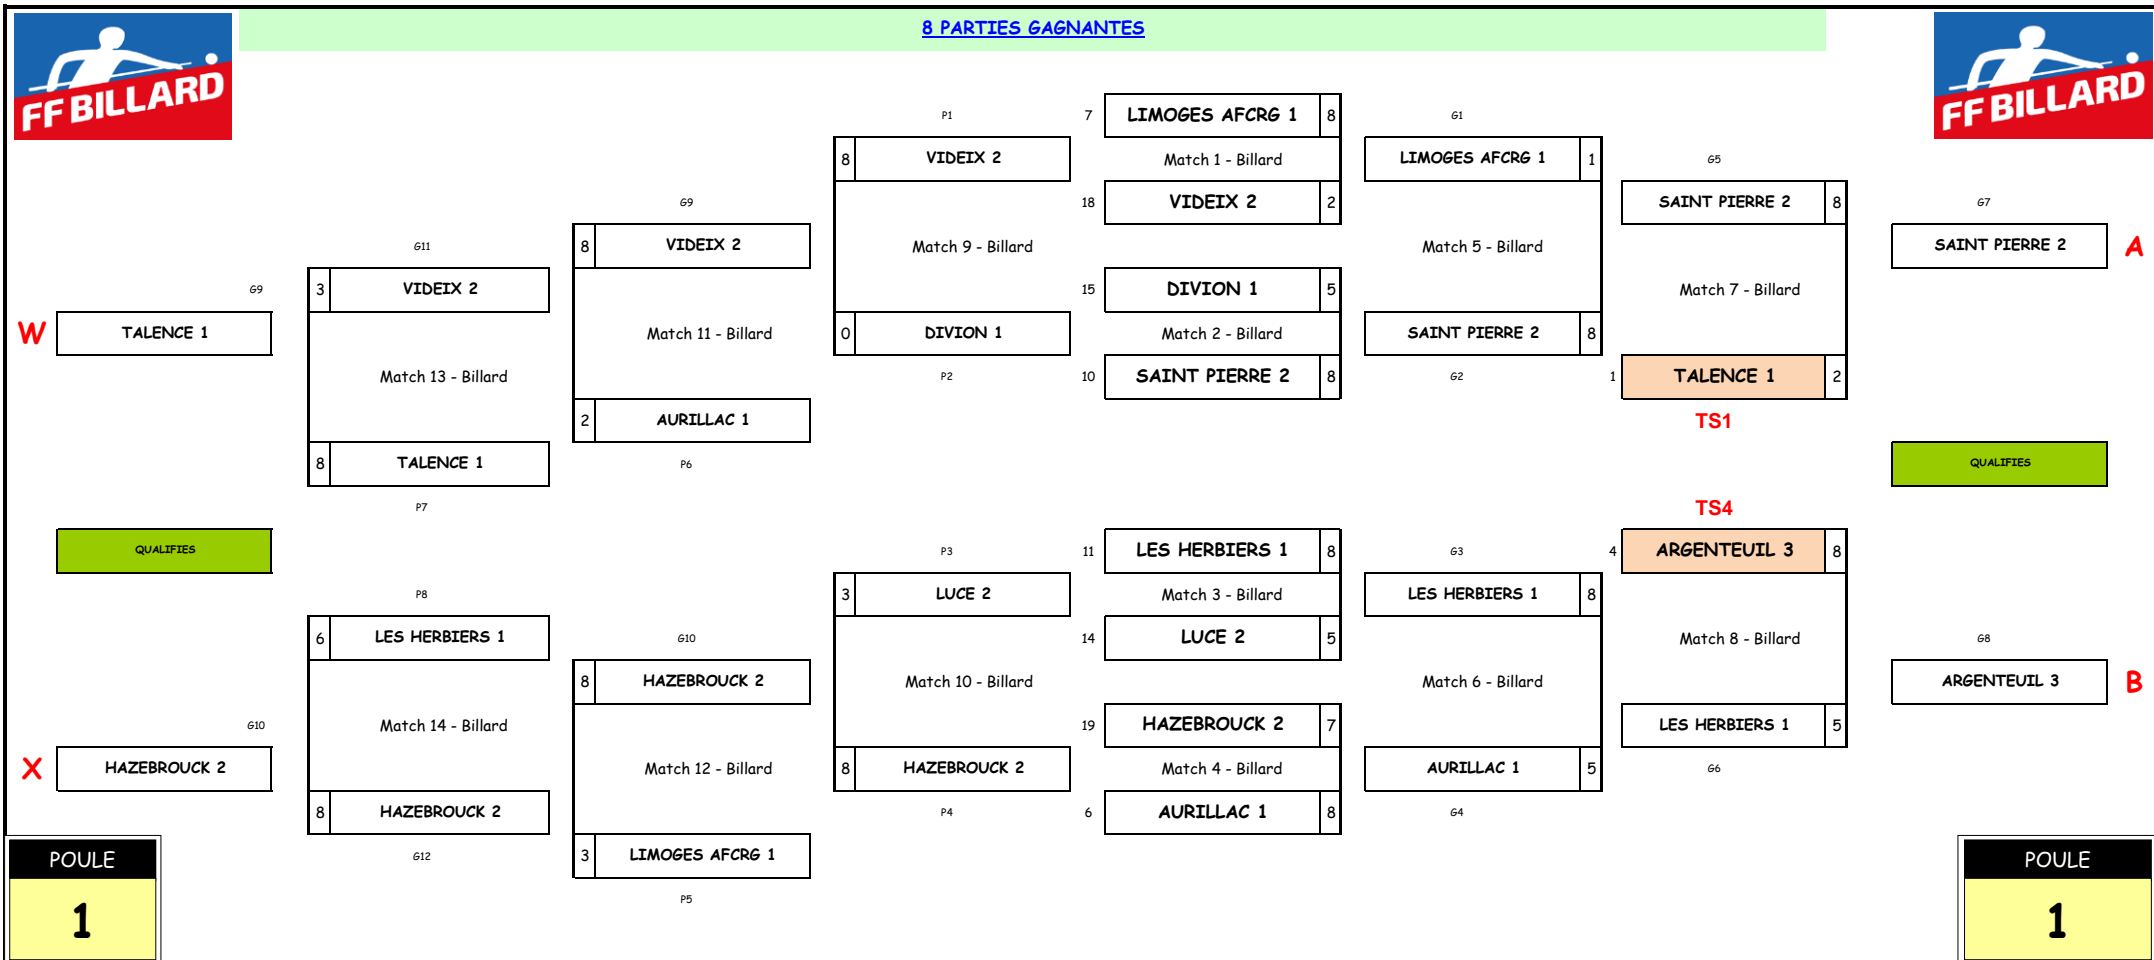 8 PARTIES GAGNANTES
FF BILLARD
FF BILLARD
P1
7 LIMOGES AFCRG 1 8
G1
8 VIDEIX 2
Match 1 - Billard
LIMOGES AFCRG 1 1
G5
G9
18 VIDEIX 2 2
SAINT PIERRE 2 8
G7
G11
8 VIDEIX 2
Match 9 - Billard
Match 5 - Billard
SAINT PIERRE 2 A
G9
3 VIDEIX 2
15 DIVION 1 5
Match 7 - Billard
W TALENCE 1
Match 11 - Billard
0 DIVION 1
Match 2 - Billard
SAINT PIERRE 2 8
Match 13 - Billard
P2
10 SAINT PIERRE 2 8
G2
1 TALENCE 1 2
2 AURILLAC 1
TS1
8 TALENCE 1
P6
QUALIFIES
P7
TS4
QUALIFIES
P3
11 LES HERBIERS 1 8
G3
4 ARGENTEUIL 3 8
P8
3 LUCE 2
Match 3 - Billard
LES HERBIERS 1 8
6 LES HERBIERS 1
G10
14 LUCE 2 5
Match 8 - Billard
G8
8 HAZEBROUCK 2
Match 10 - Billard
Match 6 - Billard
ARGENTEUIL 3 B
G10
Match 14 - Billard
19 HAZEBROUCK 2 7
LES HERBIERS 1 5
X HAZEBROUCK 2
Match 12 - Billard
8 HAZEBROUCK 2
Match 4 - Billard
AURILLAC 1 5
G6
8 HAZEBROUCK 2
P4
6 AURILLAC 1 8
G4
POULE
G12
3 LIMOGES AFCRG 1
POULE
P5
1
1